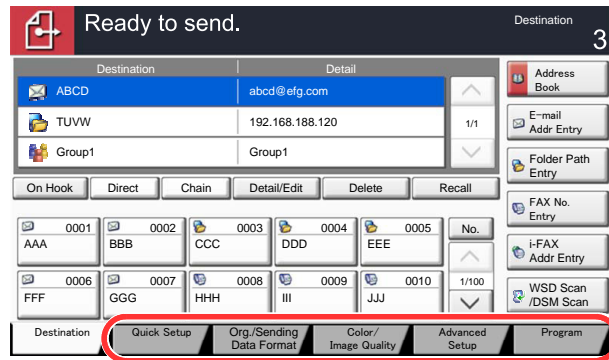 Ready to send.
Destination
3
Destination Detail
ABCD abcd@efg.com
TUVW 192.168.188.120
Group1 Group1
1/1
Address
Book
E-mail
Addr Entry
Folder Path
Entry
FAX No.
Entry
i-FAX
Addr Entry
WSD Scan
/DSM Scan
On Hook Direct Chain Detail/Edit Delete Recall
0001 0002 0003 0004 0005 No.
AAA BBB CCC DDD EEE
0006 0007 0008 0009 0010 1/100
FFF GGG HHH III JJJ
Destination
Quick Setup
Org./Sending
Data Format
Color/
Image Quality
Advanced
Setup
Program